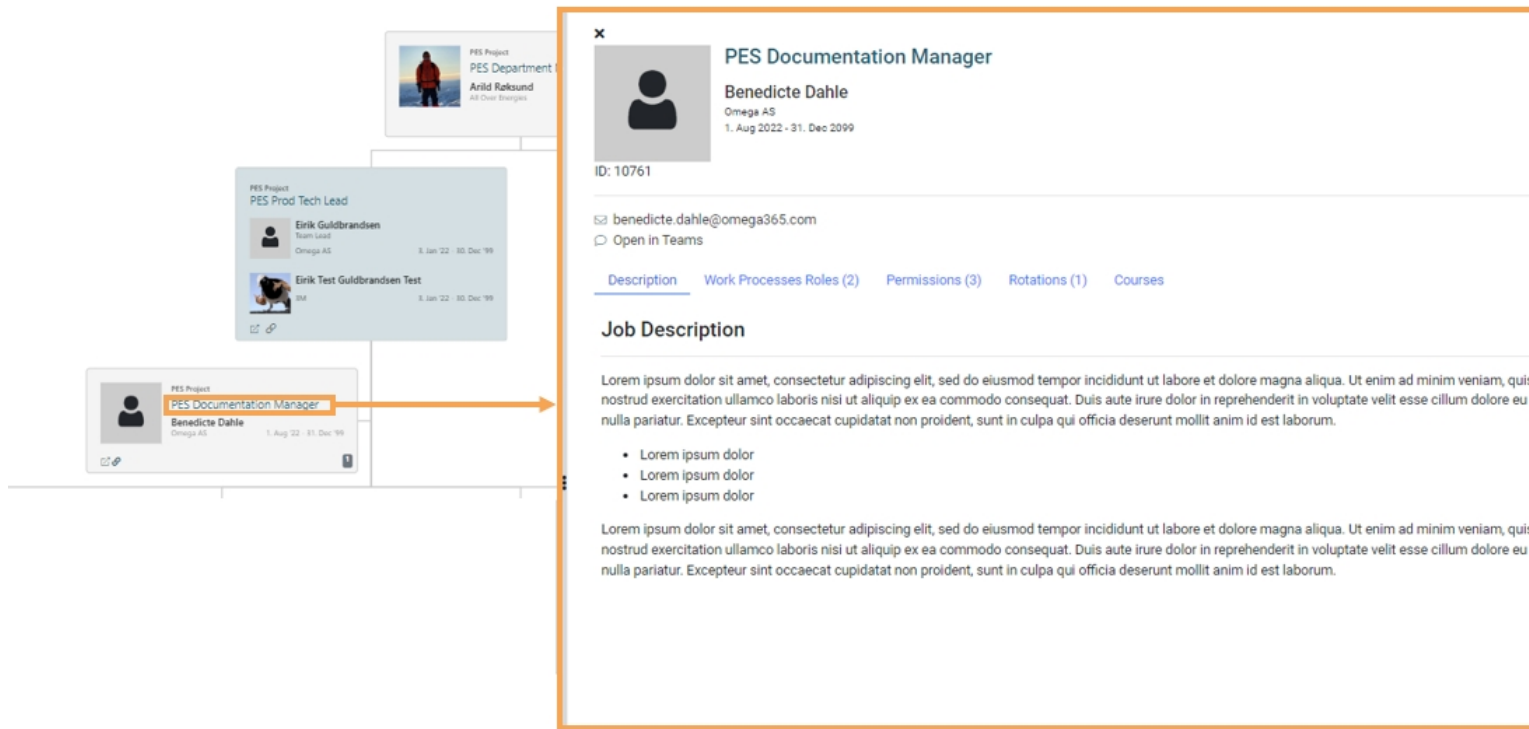 PES Project
PES Department
Arild Røksund
All Over Energies
PES Project
PES Prod Tech Lead
Eirik Guldbrandsen
Team Lead
Omega AS 3. Jan '22 - 30. Dec '99
Eirik Test Guldbrandsen Test
3M 3. Jan '22 - 30. Dec '99
PES Project
PES Documentation Manager
Benedicte Dahle
Omega AS 1. Aug '22 - 31. Dec '99
1
PES Documentation Manager
Benedicte Dahle
Omega AS
1. Aug 2022 - 31. Dec 2099
ID: 10761
benedicte.dahle@omega365.com
Open in Teams
Description Work Processes Roles (2) Permissions (3) Rotations (1) Courses
Job Description
Lorem ipsum dolor sit amet, consectetur adipiscing elit, sed do eiusmod tempor incididunt ut labore et dolore magna aliqua. Ut enim ad minim veniam, quis
nostrud exercitation ullamco laboris nisi ut aliquip ex ea commodo consequat. Duis aute irure dolor in reprehenderit in voluptate velit esse cillum dolore eu
nulla pariatur. Excepteur sint occaecat cupidatat non proident, sunt in culpa qui officia deserunt mollit anim id est laborum.
• Lorem ipsum dolor
• Lorem ipsum dolor
• Lorem ipsum dolor
Lorem ipsum dolor sit amet, consectetur adipiscing elit, sed do eiusmod tempor incididunt ut labore et dolore magna aliqua. Ut enim ad minim veniam, quis
nostrud exercitation ullamco laboris nisi ut aliquip ex ea commodo consequat. Duis aute irure dolor in reprehenderit in voluptate velit esse cillum dolore eu
nulla pariatur. Excepteur sint occaecat cupidatat non proident, sunt in culpa qui officia deserunt mollit anim id est laborum.